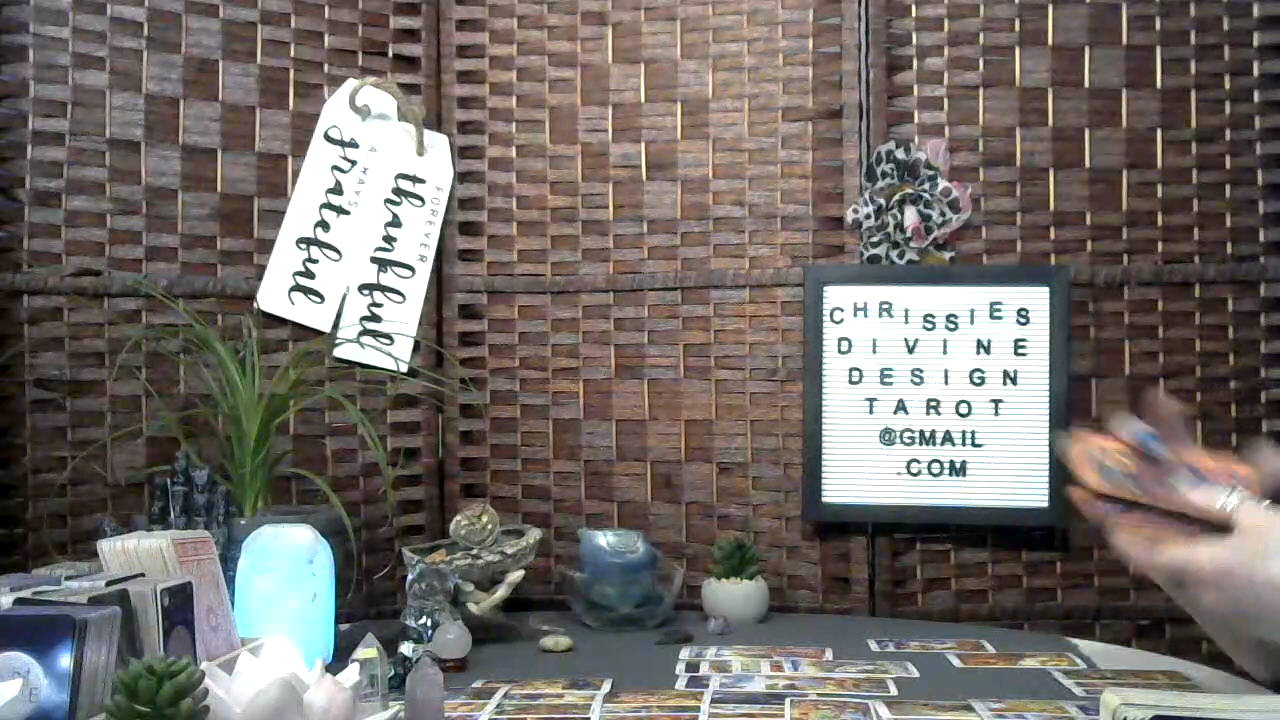 FOREVER
thankful
ALWAYS
grateful
CHRISSIES
DIVINE
DESIGN
TAROT
@GMAIL
.COM